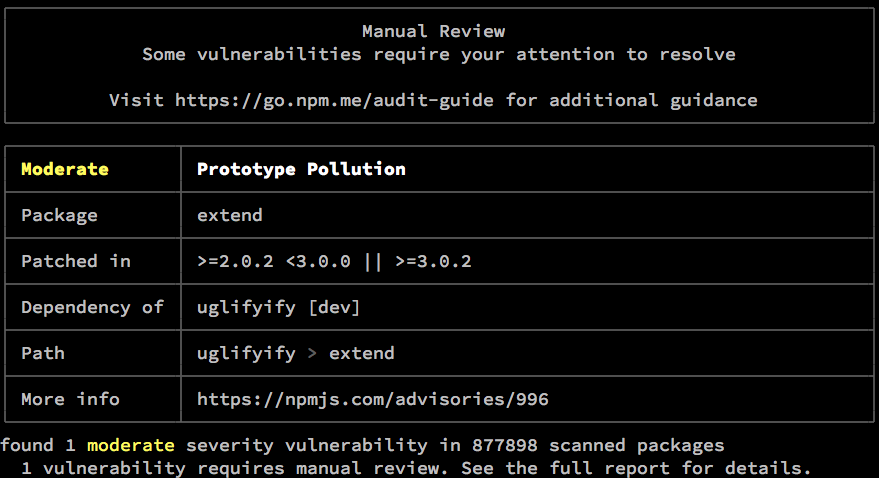 Manual Review
Some vulnerabilities require your attention to resolve
Visit https://go.npm.me/audit-guide for additional guidance
Moderate Prototype Pollution
Package extend
Patched in >=2.0.2 <3.0.0 || >=3.0.2
Dependency of uglifyify [dev]
Path uglifyify > extend
More info https://npmjs.com/advisories/996
found 1 moderate severity vulnerability in 877898 scanned packages
1 vulnerability requires manual review. See the full report for details.